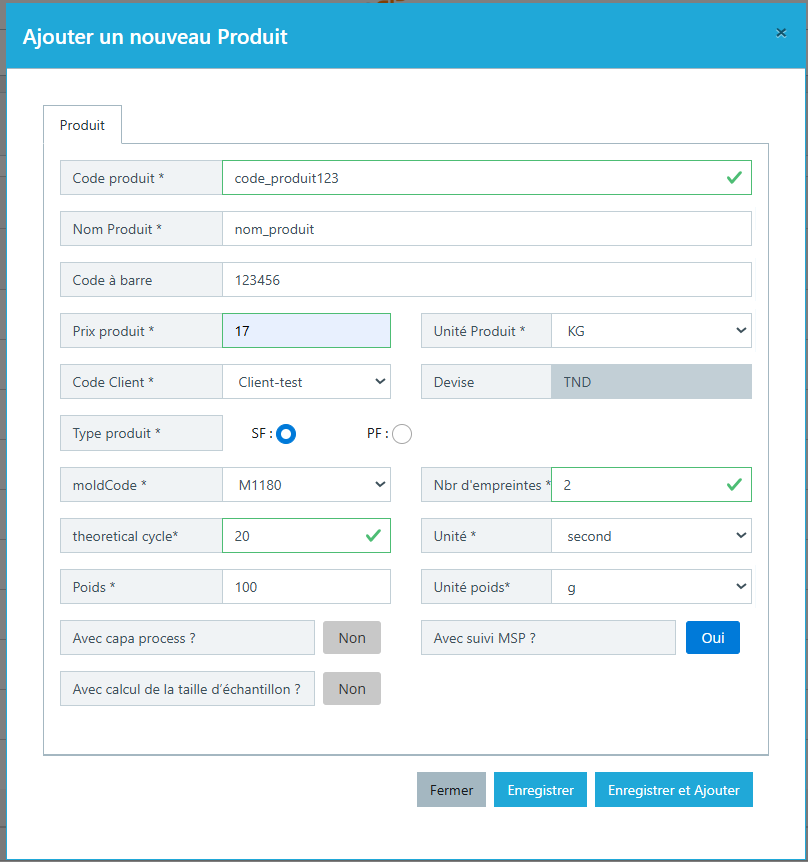 Ajouter un nouveau Produit ×
Produit
Code produit * code_produit123
Nom Produit * nom_produit
Code à barre 123456
Prix produit * 17 Unité Produit * KG
Code Client * Client-test Devise TND
Type produit * SF : PF :
moldCode * M1180 Nbr d'empreintes * 2
theoretical cycle* 20 Unité * second
Poids * 100 Unité poids* g
Avec capa process ? Non Avec suivi MSP ? Oui
Avec calcul de la taille d’échantillon ? Non
Fermer Enregistrer Enregistrer et Ajouter